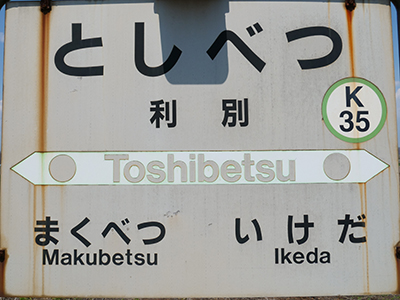 としべつ
利別
K
35
Toshibetsu
まくべつ いけだ
Makubetsu Ikeda